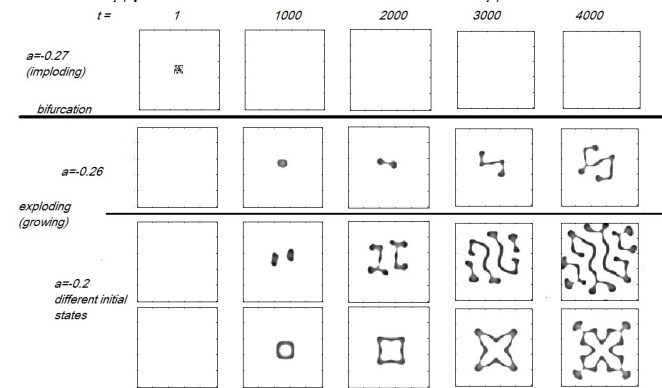 t = 1 1000 2000 3000 4000
a=-0.27
(imploding)
bifurcation
a=-0.26
exploding
(growing)
a=-0.2
different initial
states